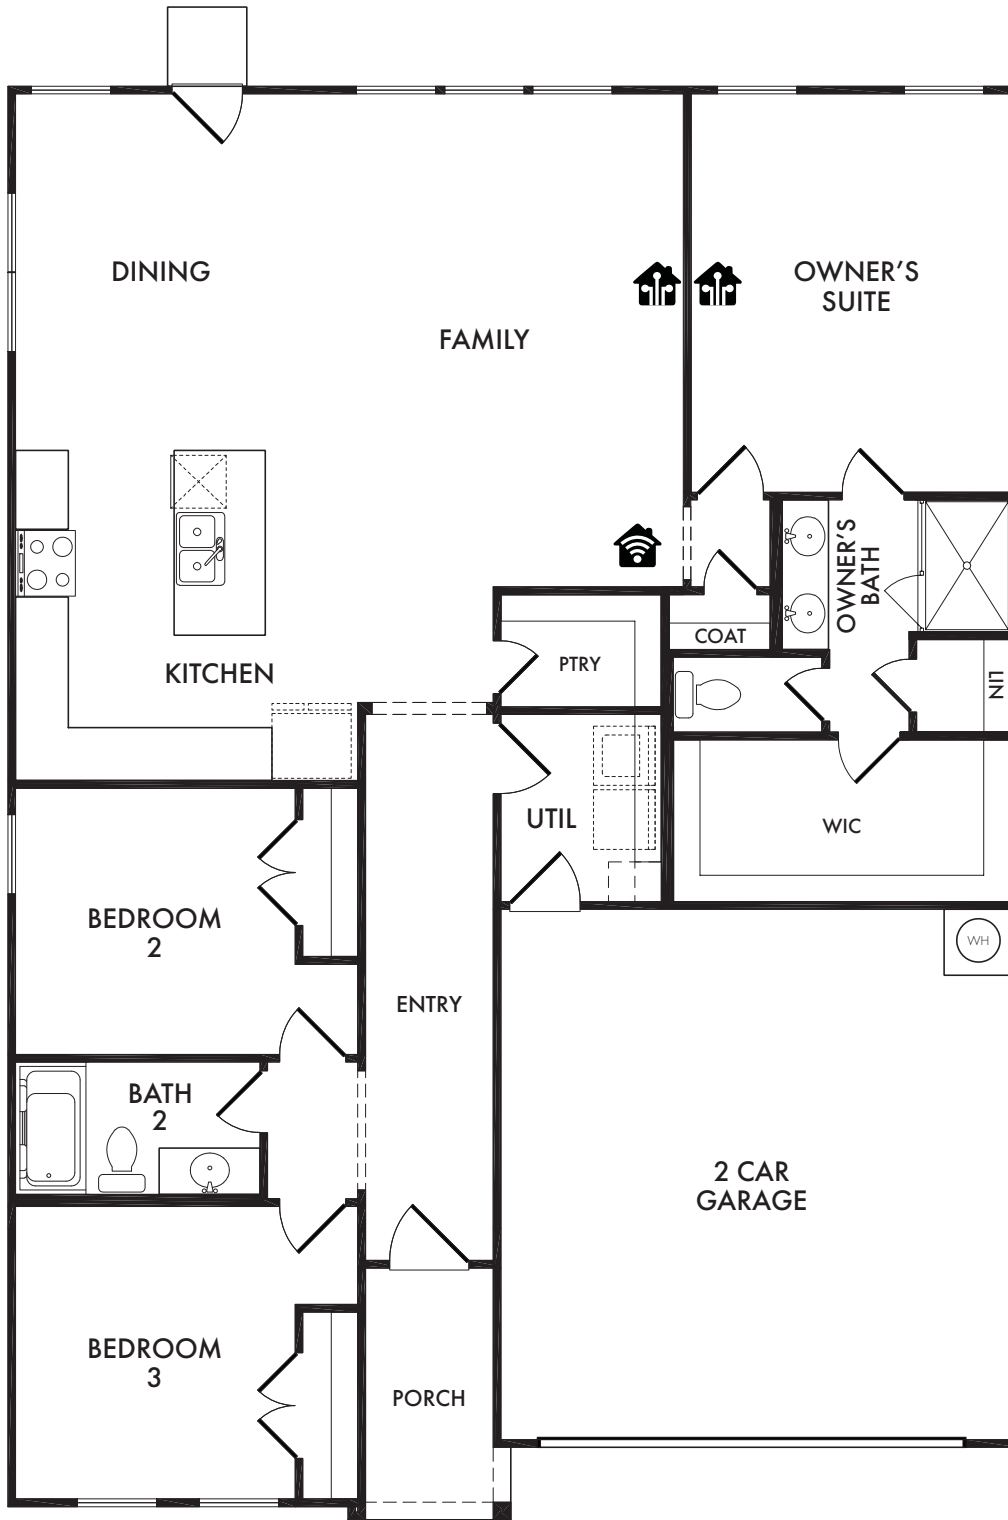 DINING
OWNER'S
SUITE
FAMILY
OWNER'S
BATH
COAT
PTRY
KITCHEN
LIN
UTIL
WIC
BEDROOM
2
WH
ENTRY
BATH
2
2 CAR
GARAGE
BEDROOM
3
PORCH